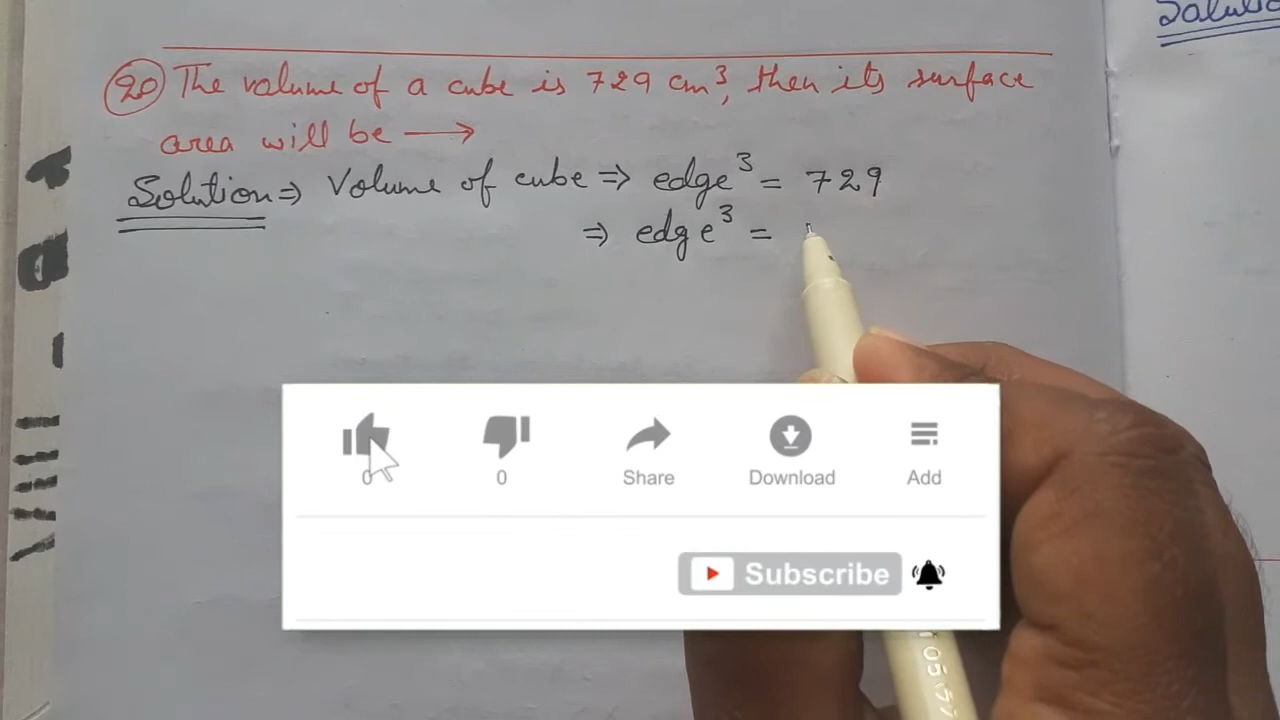 Solutio
20 The volume of a cube is 729 cm³, then its surface
area will be →
Solution ⇒ Volume of cube ⇒ edge³ = 729
⇒ edge³ =
0 0 Share Download Add
Subscribe